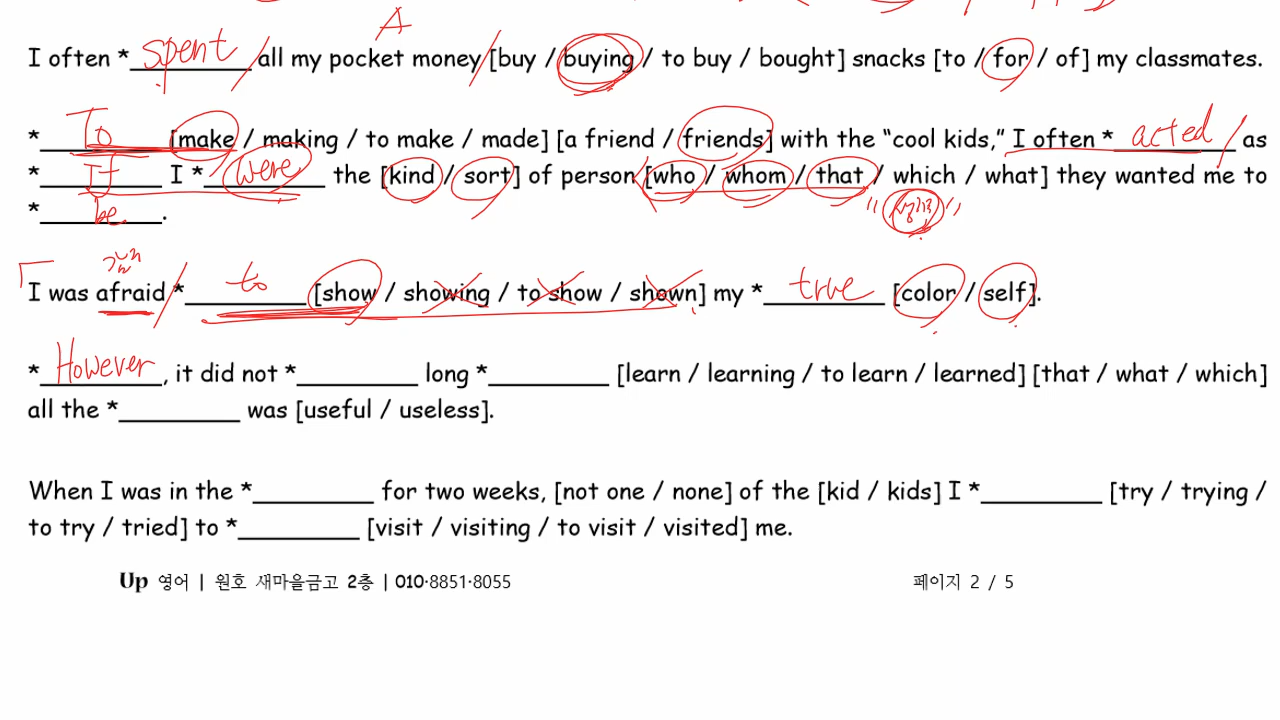 A
I often * spent all my pocket money [buy / buying / to buy / bought] snacks [to / for / of] my classmates.
* To [make / making / to make / made] [a friend / friends] with the “cool kids,” I often * acted as
* If I * were the [kind / sort] of person [who / whom / that / which / what] they wanted me to
* be.
I was afraid * to [show / showing / to show / shown] my * true [color / self].
* However, it did not *_________ long *_________ [learn / learning / to learn / learned] [that / what / which]
all the *_________ was [useful / useless].
When I was in the *_________ for two weeks, [not one / none] of the [kid / kids] I *_________ [try / trying /
to try / tried] to *_________ [visit / visiting / to visit / visited] me.
Up 영어 | 원호 새마을금고 2층 | 010·8851·8055 페이지 2 / 5